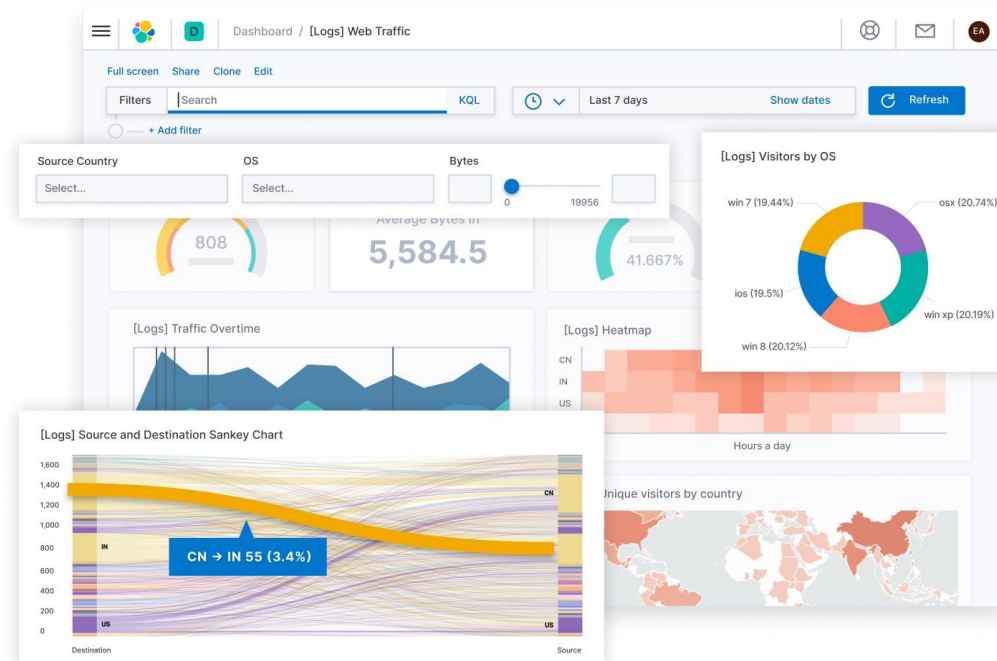 D Dashboard / [Logs] Web Traffic EA
Full screen Share Clone Edit
Filters Search KQL Last 7 days Show dates Refresh
+ Add filter
Source Country OS Bytes
Select... Select... 0 19956
[Logs] Visitors by OS
win 7 (19.44%) osx (20.74%)
ios (19.5%) win xp (20.19%)
win 8 (20.12%)
808
Average Bytes In
5,584.5
41.667%
[Logs] Traffic Overtime
[Logs] Heatmap
CN
IN
US
Hours a day
[Logs] Source and Destination Sankey Chart
1,600
1,400
1,200
1,000
800
600
400
200
0
CN
IN
CN → IN 55 (3.4%)
US US
Destination Source
Unique visitors by country